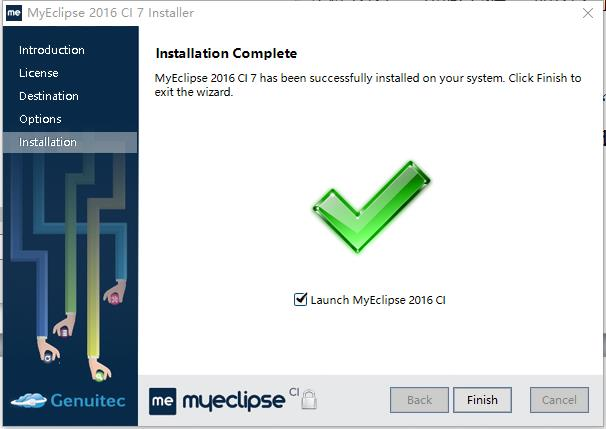 me MyEclipse 2016 CI 7 Installer
Introduction
License
Destination
Options
Installation
Installation Complete
MyEclipse 2016 CI 7 has been successfully installed on your system. Click Finish to
exit the wizard.
Launch MyEclipse 2016 CI
Genuitec
me myeclipse CI
Back
Finish
Cancel